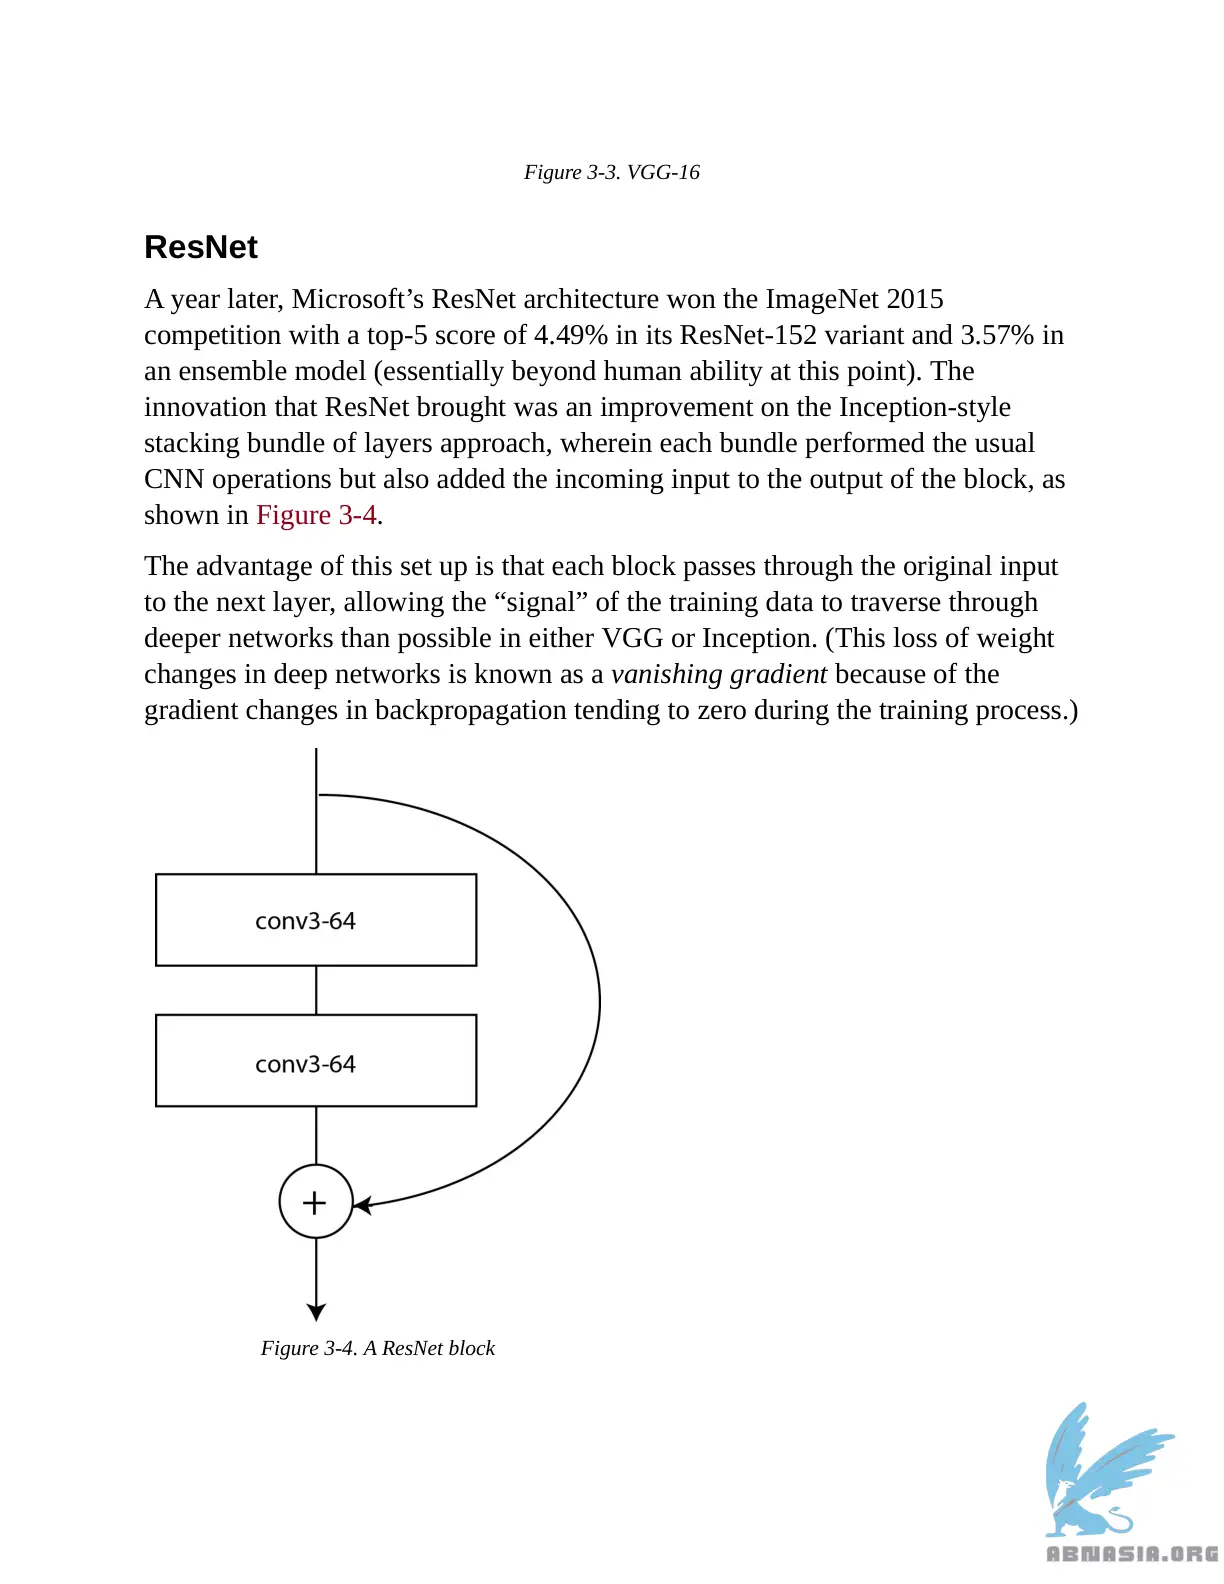 Figure 3-3. VGG-16
ResNet
A year later, Microsoft’s ResNet architecture won the ImageNet 2015
competition with a top-5 score of 4.49% in its ResNet-152 variant and 3.57% in
an ensemble model (essentially beyond human ability at this point). The
innovation that ResNet brought was an improvement on the Inception-style
stacking bundle of layers approach, wherein each bundle performed the usual
CNN operations but also added the incoming input to the output of the block, as
shown in Figure 3-4.
The advantage of this set up is that each block passes through the original input
to the next layer, allowing the “signal” of the training data to traverse through
deeper networks than possible in either VGG or Inception. (This loss of weight
changes in deep networks is known as a vanishing gradient because of the
gradient changes in backpropagation tending to zero during the training process.)
conv3-64
conv3-64
+
Figure 3-4. A ResNet block
ABNASIA.ORG